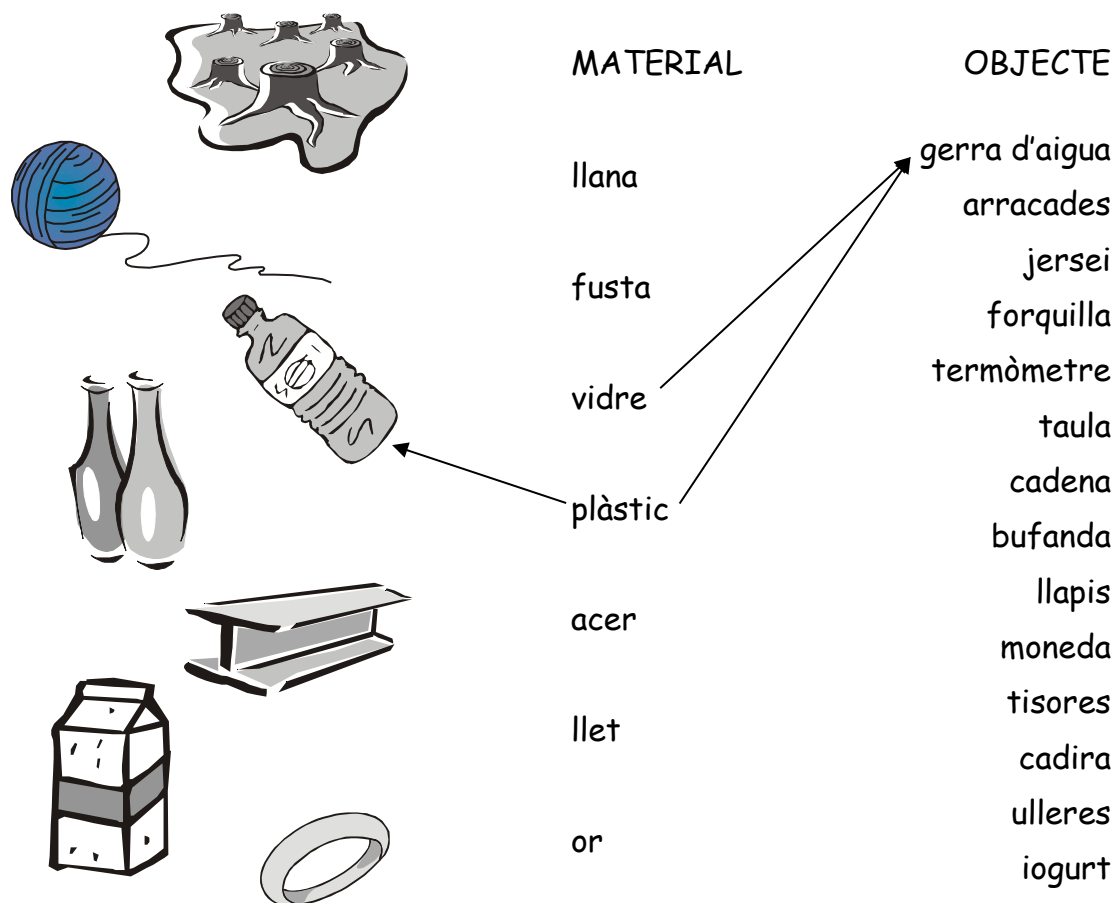 MATERIAL
llana
fusta
vidre
plàstic
acer
llet
or
OBJECTE
gerra d'aigua
arracades
jersei
forquilla
termòmetre
taula
cadena
bufanda
llapis
moneda
tisores
cadira
ulleres
iogurt